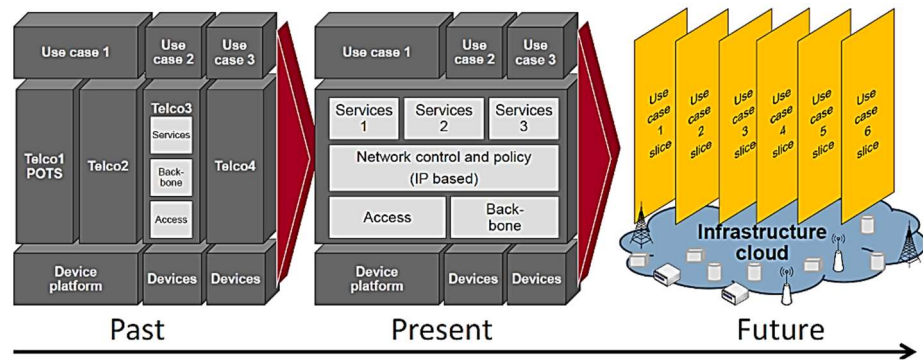 Use case 1
Use
case 2
Use
case 3
Telco1
POTS
Telco2
Telco3
Services
Back-
bone
Access
Telco4
Device
platform
Devices
Devices
Past
Use case 1
Use
case 2
Use
case 3
Services
1
Services
2
Services
3
Network control and policy
(IP based)
Access
Back-
bone
Device
platform
Devices
Devices
Present
Use
case
1
slice
Use
case
2
slice
Use
case
3
slice
Use
case
4
slice
Use
case
5
slice
Use
case
6
slice
Infrastructure
cloud
Future